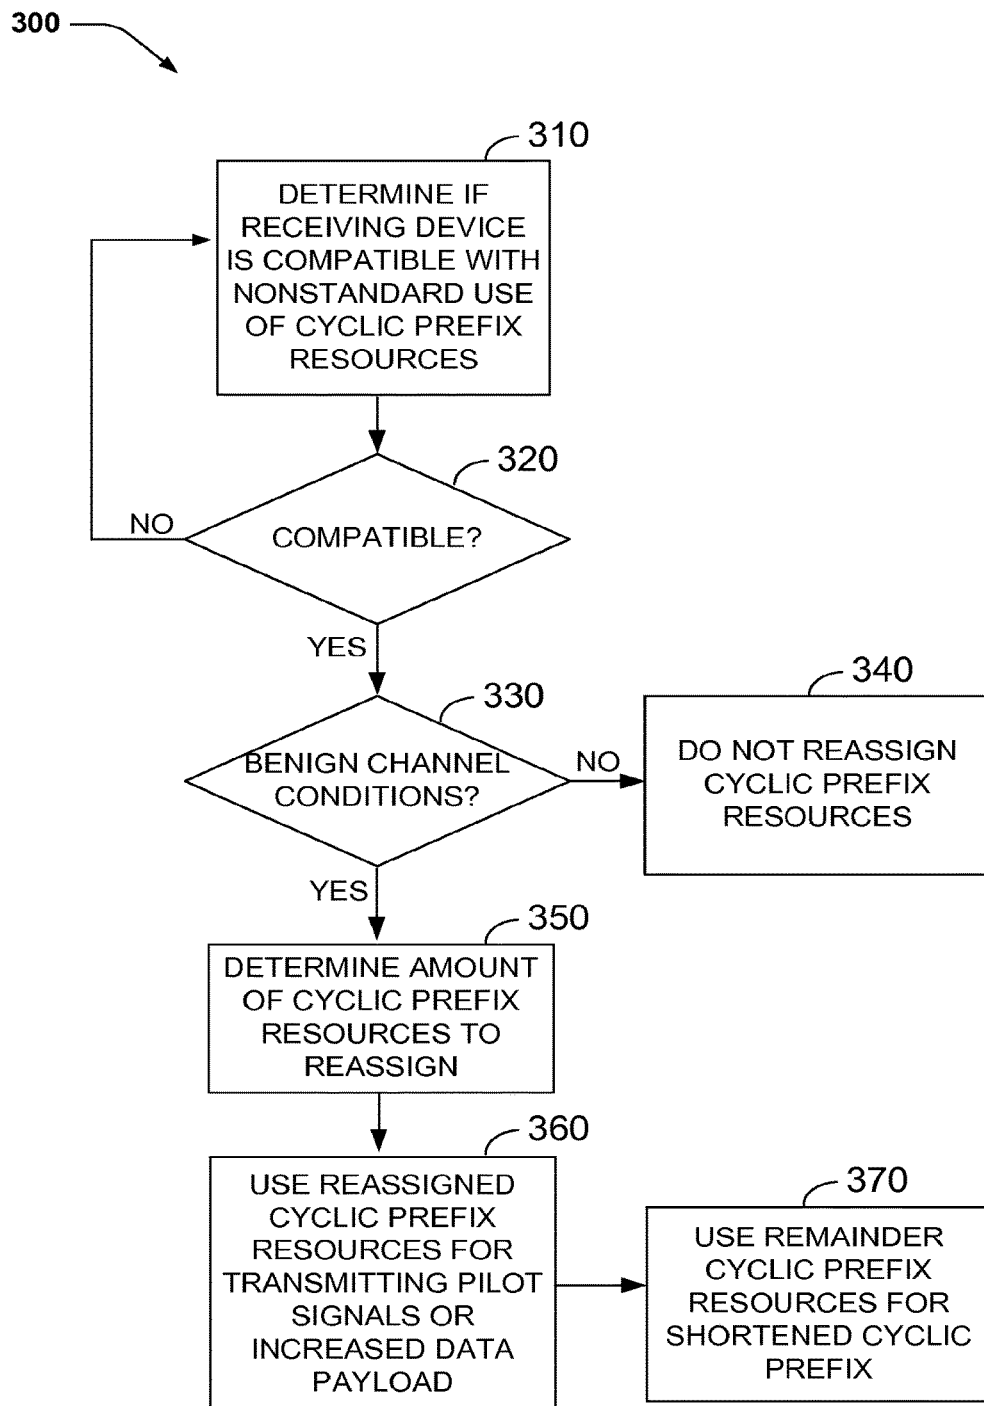 300
310
DETERMINE IF
RECEIVING DEVICE
IS COMPATIBLE WITH
NONSTANDARD USE
OF CYCLIC PREFIX
RESOURCES
320
COMPATIBLE?
NO
YES
330
BENIGN CHANNEL
CONDITIONS?
NO
340
DO NOT REASSIGN
CYCLIC PREFIX
RESOURCES
YES
350
DETERMINE AMOUNT
OF CYCLIC PREFIX
RESOURCES TO
REASSIGN
360
USE REASSIGNED
CYCLIC PREFIX
RESOURCES FOR
TRANSMITTING PILOT
SIGNALS OR
INCREASED DATA
PAYLOAD
370
USE REMAINDER
CYCLIC PREFIX
RESOURCES FOR
SHORTENED CYCLIC
PREFIX